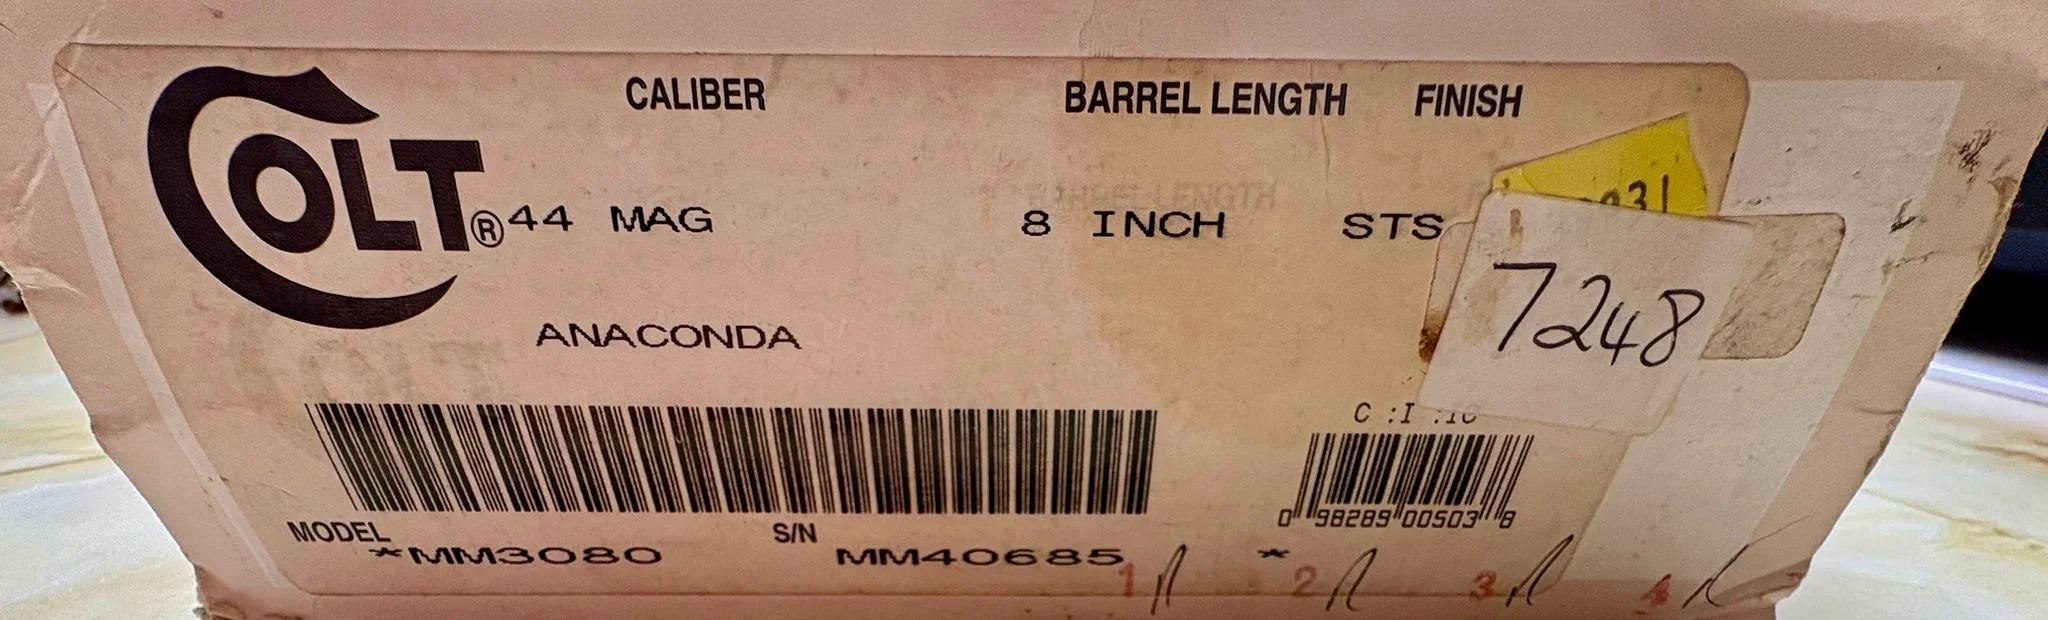 CALIBER BARREL LENGTH FINISH
COLT® 44 MAG 8 INCH STS
7248
ANACONDA
0 98289 00503 8
MODEL S/N
*MM3080 MM40685 *
1 2 3 4